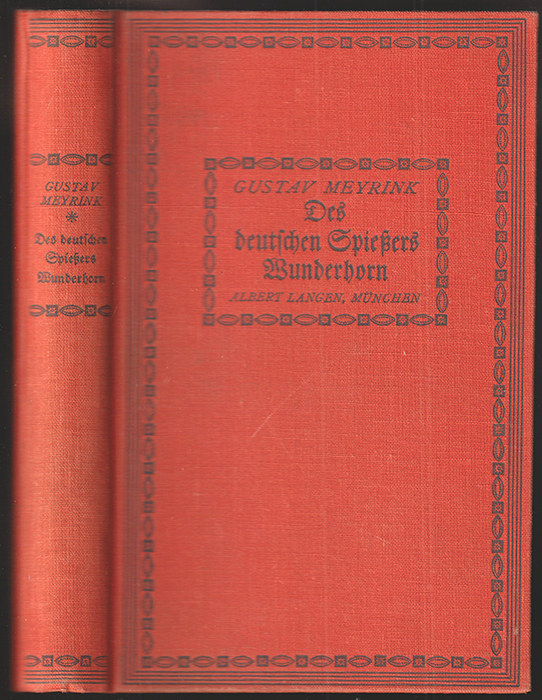 GUSTAV
MEYRINK
Des deutschen
Spießers
Wunderhorn
GUSTAV MEYRINK
Des
deutschen Spießers
Wunderhorn
ALBERT LANGEN, MÜNCHEN